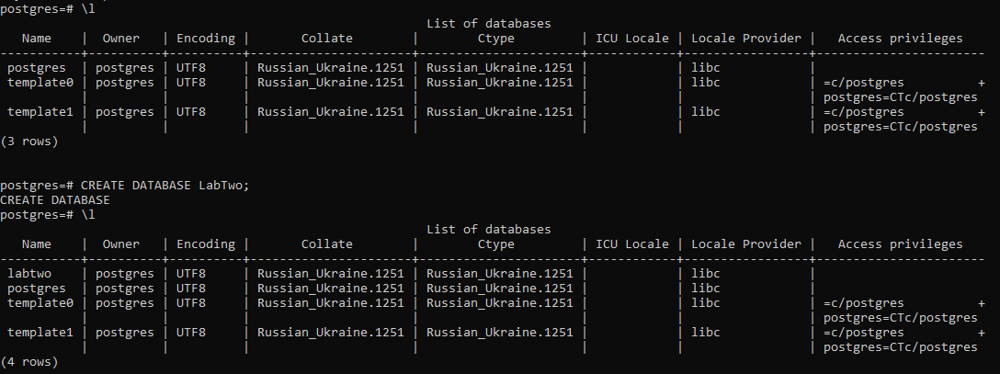 postgres=# \l
                                                          List of databases
   Name    |  Owner   | Encoding |       Collate        |        Ctype         | ICU Locale | Locale Provider |   Access privileges
-----------+----------+----------+----------------------+----------------------+------------+-----------------+-----------------------
 postgres  | postgres | UTF8     | Russian_Ukraine.1251 | Russian_Ukraine.1251 |            | libc            |
 template0 | postgres | UTF8     | Russian_Ukraine.1251 | Russian_Ukraine.1251 |            | libc            | =c/postgres          +
           |          |          |                      |                      |            |                 | postgres=CTc/postgres
 template1 | postgres | UTF8     | Russian_Ukraine.1251 | Russian_Ukraine.1251 |            | libc            | =c/postgres          +
           |          |          |                      |                      |            |                 | postgres=CTc/postgres
(3 rows)
postgres=# CREATE DATABASE LabTwo;
CREATE DATABASE
postgres=# \l
                                                          List of databases
   Name    |  Owner   | Encoding |       Collate        |        Ctype         | ICU Locale | Locale Provider |   Access privileges
-----------+----------+----------+----------------------+----------------------+------------+-----------------+-----------------------
 labtwo    | postgres | UTF8     | Russian_Ukraine.1251 | Russian_Ukraine.1251 |            | libc            |
 postgres  | postgres | UTF8     | Russian_Ukraine.1251 | Russian_Ukraine.1251 |            | libc            |
 template0 | postgres | UTF8     | Russian_Ukraine.1251 | Russian_Ukraine.1251 |            | libc            | =c/postgres          +
           |          |          |                      |                      |            |                 | postgres=CTc/postgres
 template1 | postgres | UTF8     | Russian_Ukraine.1251 | Russian_Ukraine.1251 |            | libc            | =c/postgres          +
           |          |          |                      |                      |            |                 | postgres=CTc/postgres
(4 rows)